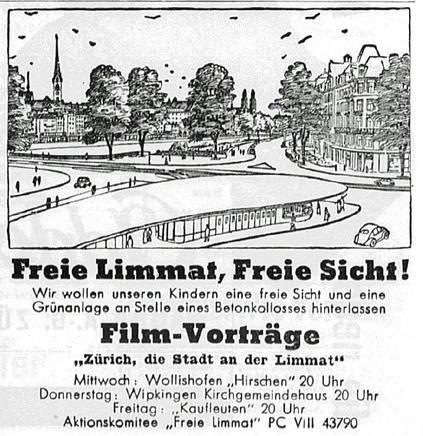 Freie Limmat, Freie Sicht!
Wir wollen unseren Kindern eine freie Sicht und eine
Grünanlage an Stelle eines Betonkollosses hinterlassen
Film-Vorträge
„Zürich, die Stadt an der Limmat“
Mittwoch : Wollishofen „Hirschen“ 20 Uhr
Donnerstag : Wipkingen Kirchgemeindehaus 20 Uhr
Freitag : „Kaufleuten“ 20 Uhr
Aktionskomitee „Freie Limmat“ PC VIII 43790